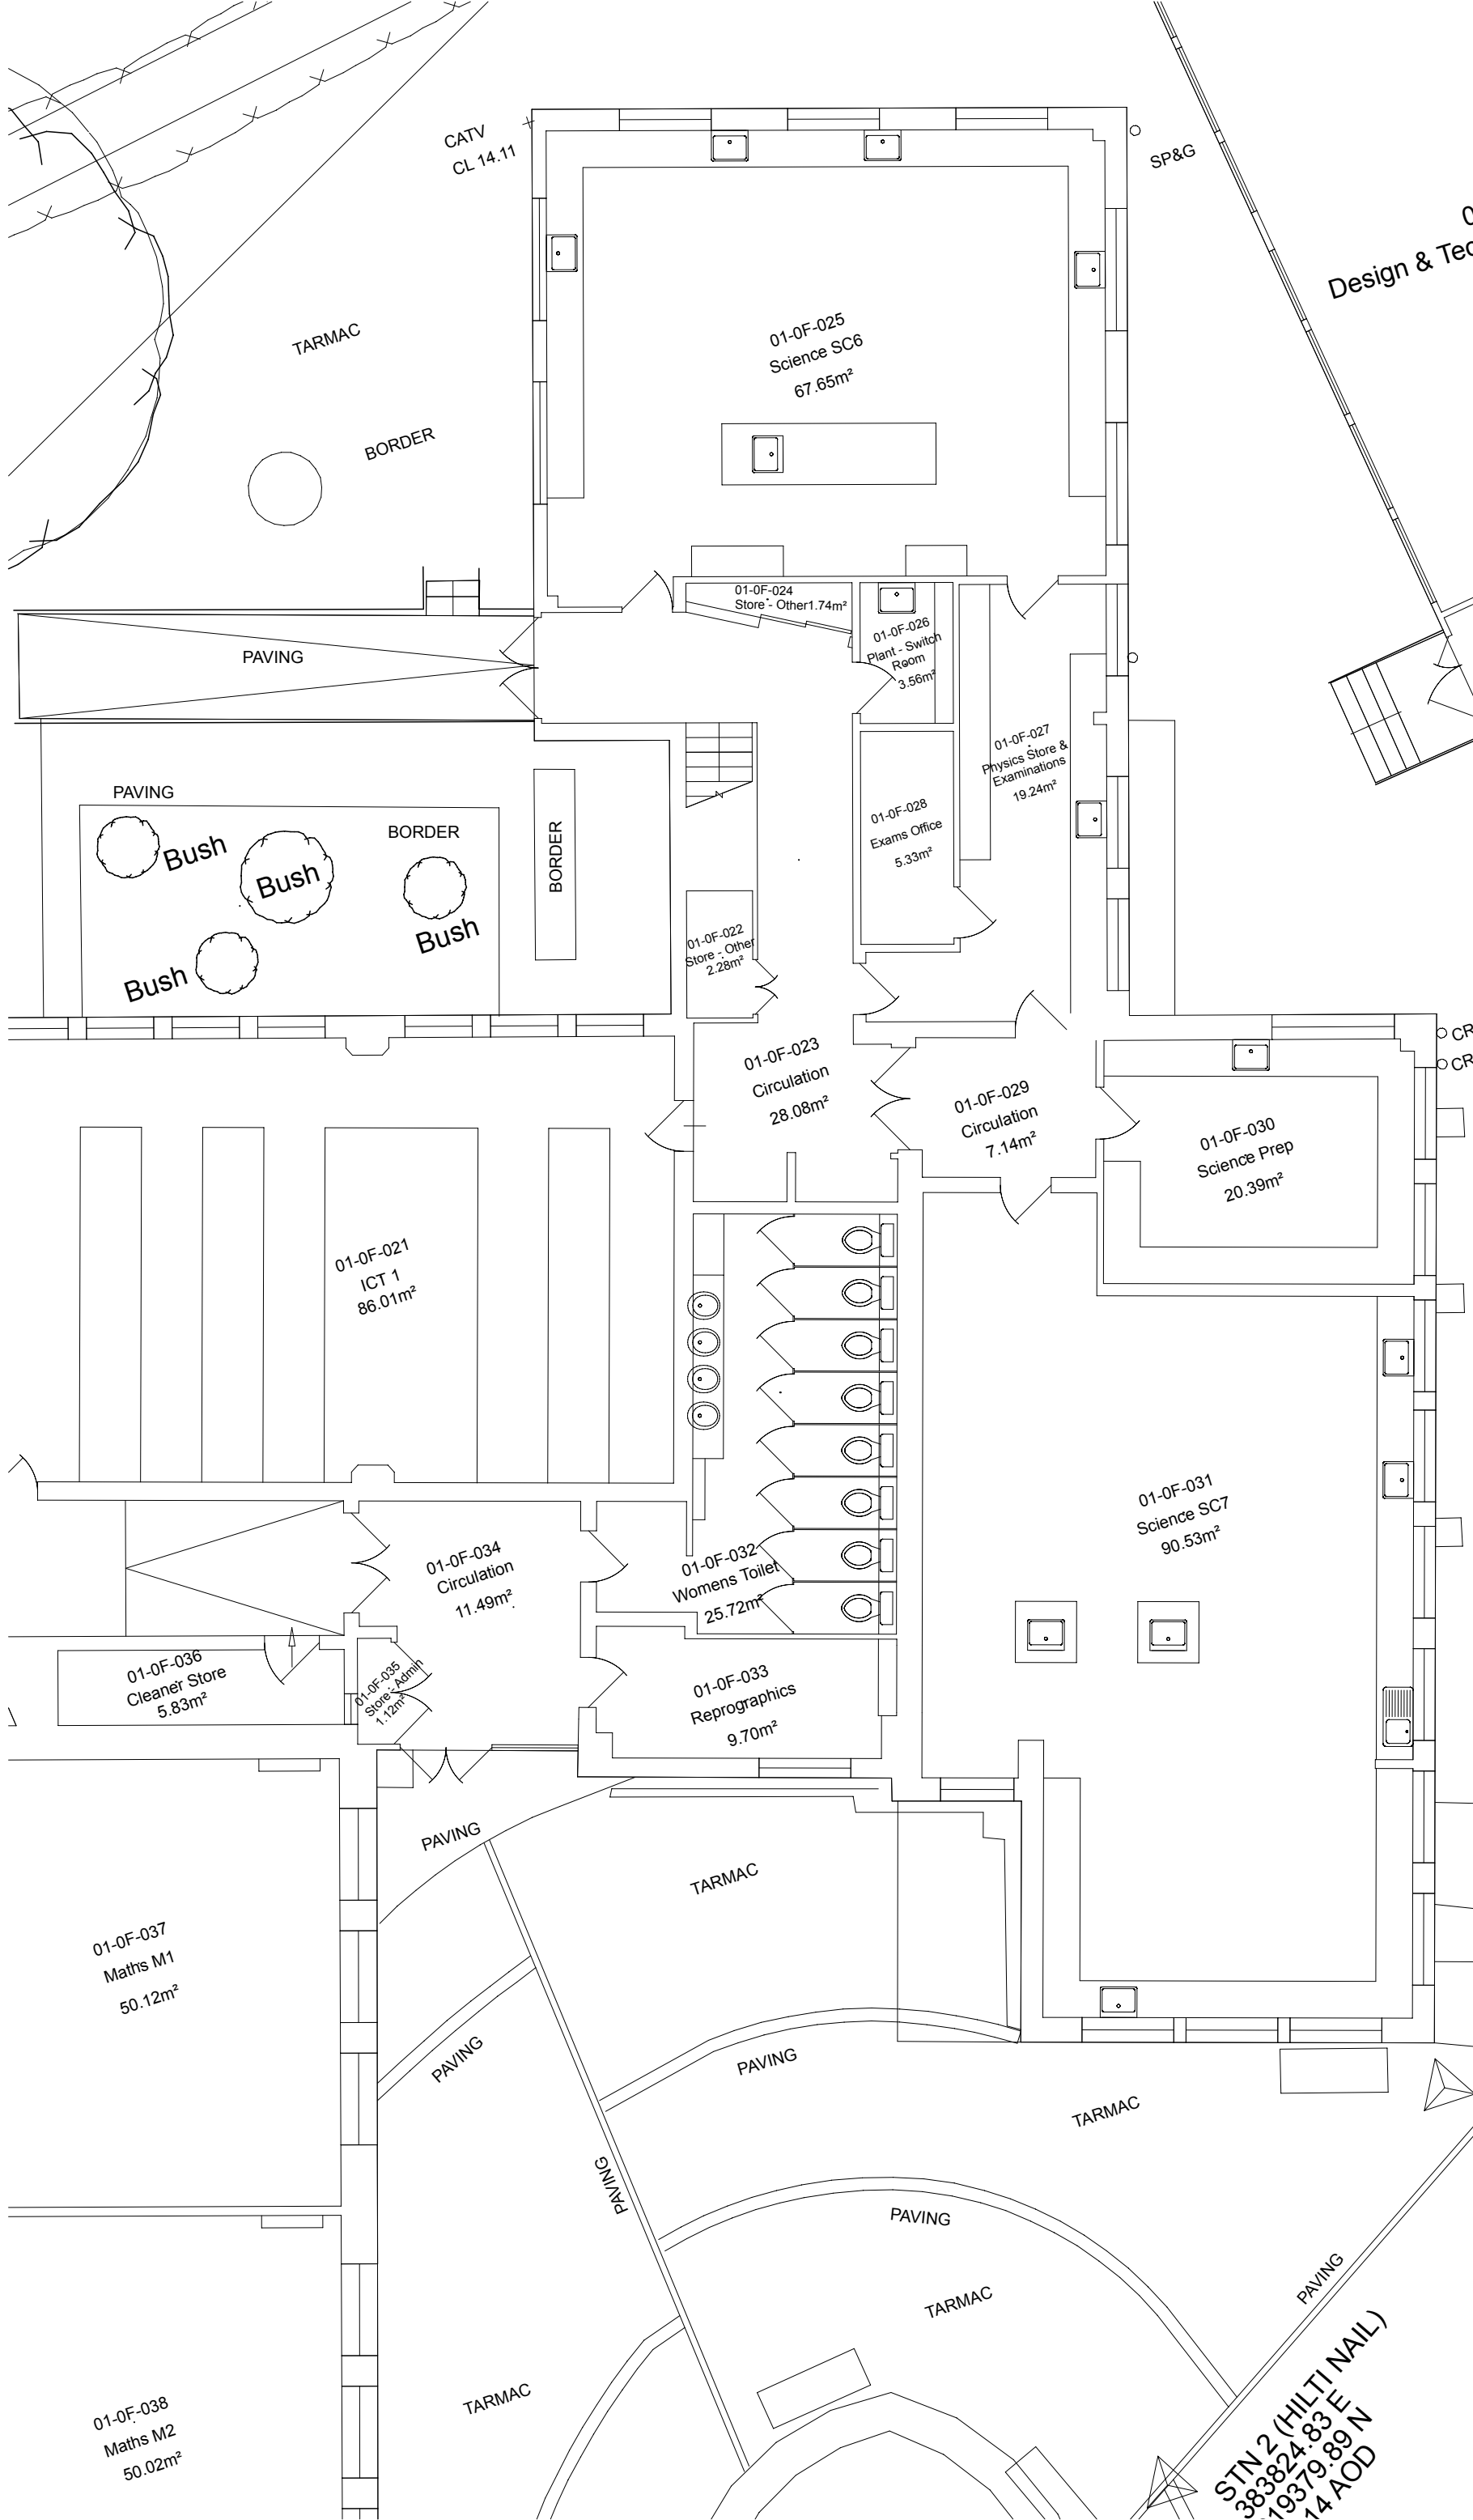 CATV
CL 14.11
SP&G
0
Design & Tec
TARMAC
01-0F-025
Science SC6
67.65m²
BORDER
01-0F-024
Store - Other1.74m²
01-0F-026
Plant - Switch
Room
3.56m²
PAVING
01-0F-027
Physics Store &
Examinations
19.24m²
PAVING
BORDER
BORDER
Bush
Bush
Bush
Bush
01-0F-028
Exams Office
5.33m²
01-0F-022
Store - Other
2.28m²
01-0F-023
Circulation
28.08m²
01-0F-029
Circulation
7.14m²
CR
CR
01-0F-030
Science Prep
20.39m²
01-0F-021
ICT 1
86.01m²
01-0F-031
Science SC7
90.53m²
01-0F-034
Circulation
11.49m²
01-0F-032
Womens Toilet
25.72m²
01-0F-036
Cleaner Store
5.83m²
01-0F-035
Store - Admin
1.12m²
01-0F-033
Reprographics
9.70m²
PAVING
TARMAC
01-0F-037
Maths M1
50.12m²
PAVING
PAVING
TARMAC
PAVING
PAVING
PAVING
TARMAC
TARMAC
01-0F-038
Maths M2
50.02m²
STN 2 (HILTI NAIL)
383824.83 E
19379.89 N
14 AOD